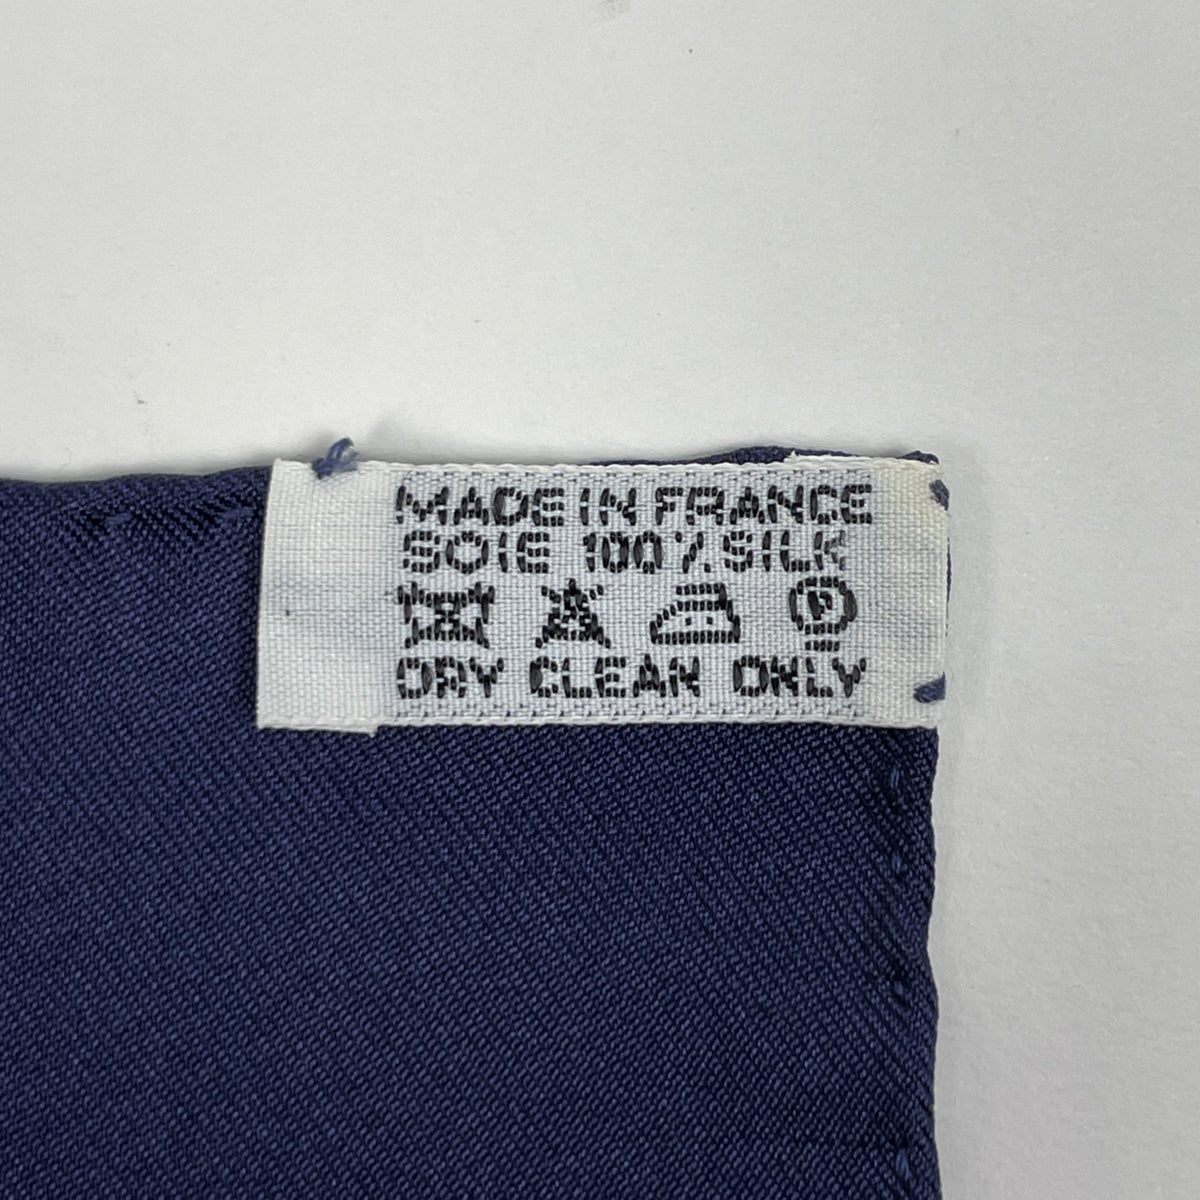 MADE IN FRANCE
SOIE 100% SILK
P
DRY CLEAN ONLY